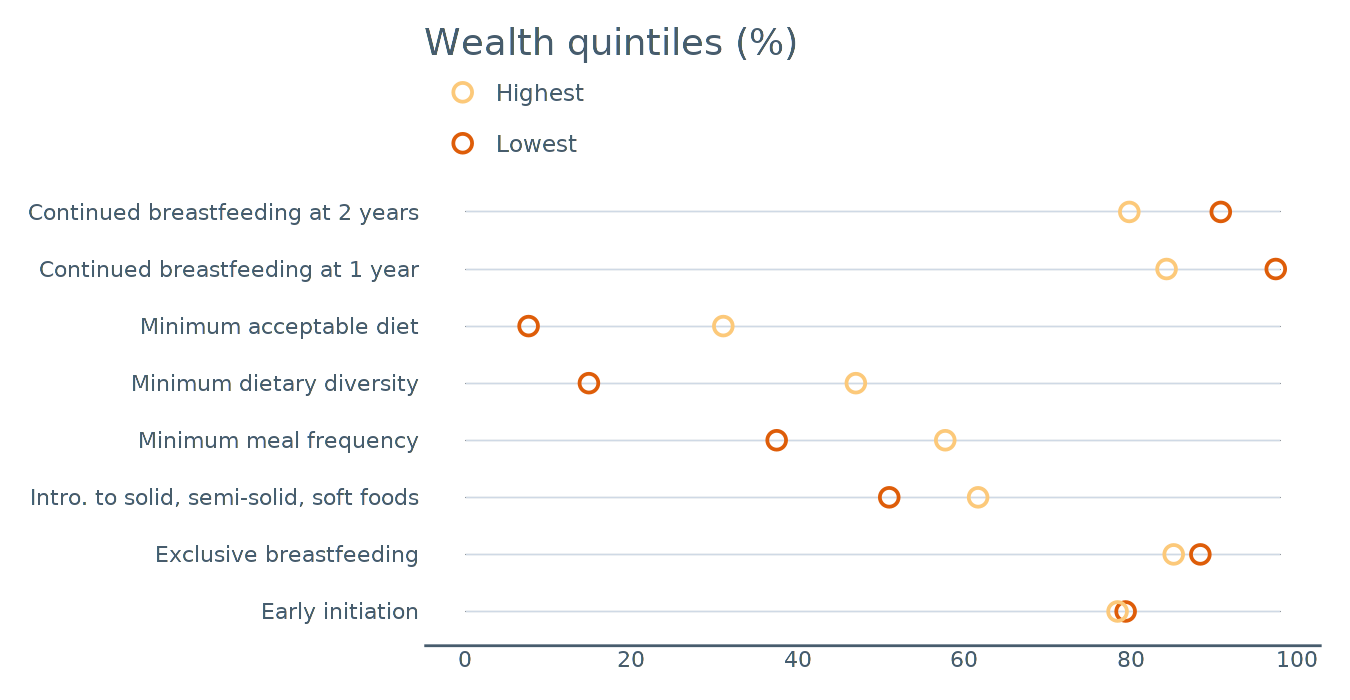 Wealth quintiles (%)
Highest
Lowest
Continued breastfeeding at 2 years
Continued breastfeeding at 1 year
Minimum acceptable diet
Minimum dietary diversity
Minimum meal frequency
Intro. to solid, semi-solid, soft foods
Exclusive breastfeeding
Early initiation
0 20 40 60 80 100